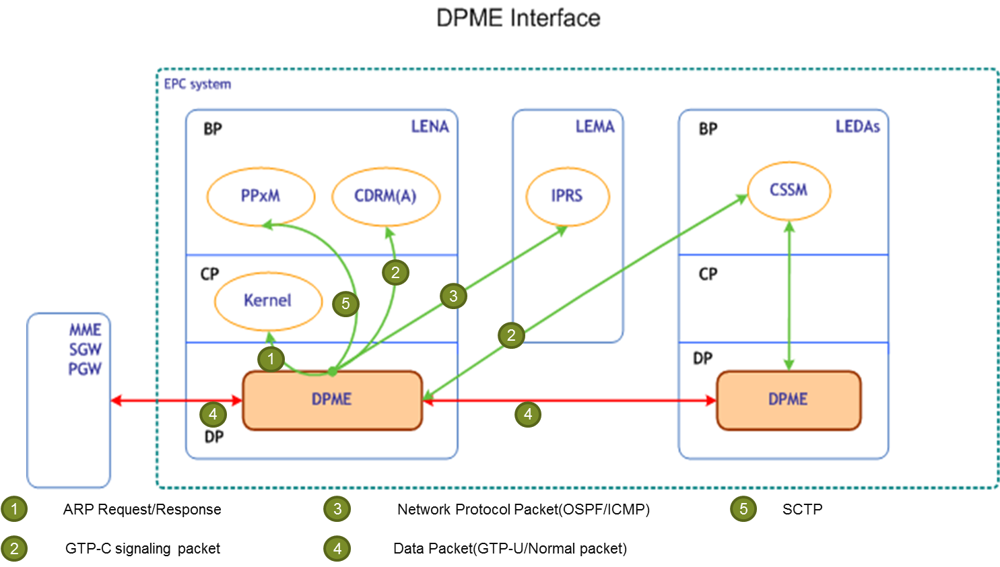 DPME Interface
EPC system
BP
LENA
LEMA
BP
LEDAs
PPxM
CDRM(A)
IPRS
CSSM
CP
2
CP
Kernel
5
3
2
MME
SGW
PGW
1
DP
DPME
DPME
4
4
DP
1 ARP Request/Response
3 Network Protocol Packet(OSPF/ICMP)
5 SCTP
2 GTP-C signaling packet
4 Data Packet(GTP-U/Normal packet)